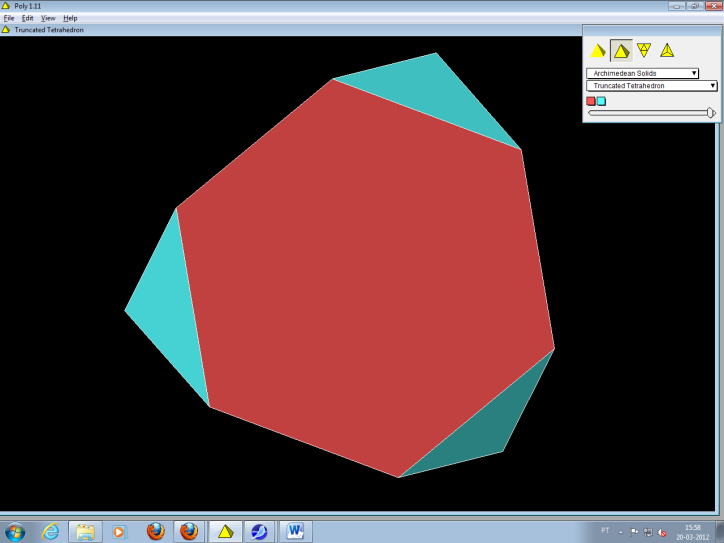 Poly 1.11
File Edit View Help
Truncated Tetrahedron
Archimedean Solids
Truncated Tetrahedron
W
PT
15:58
20-03-2012